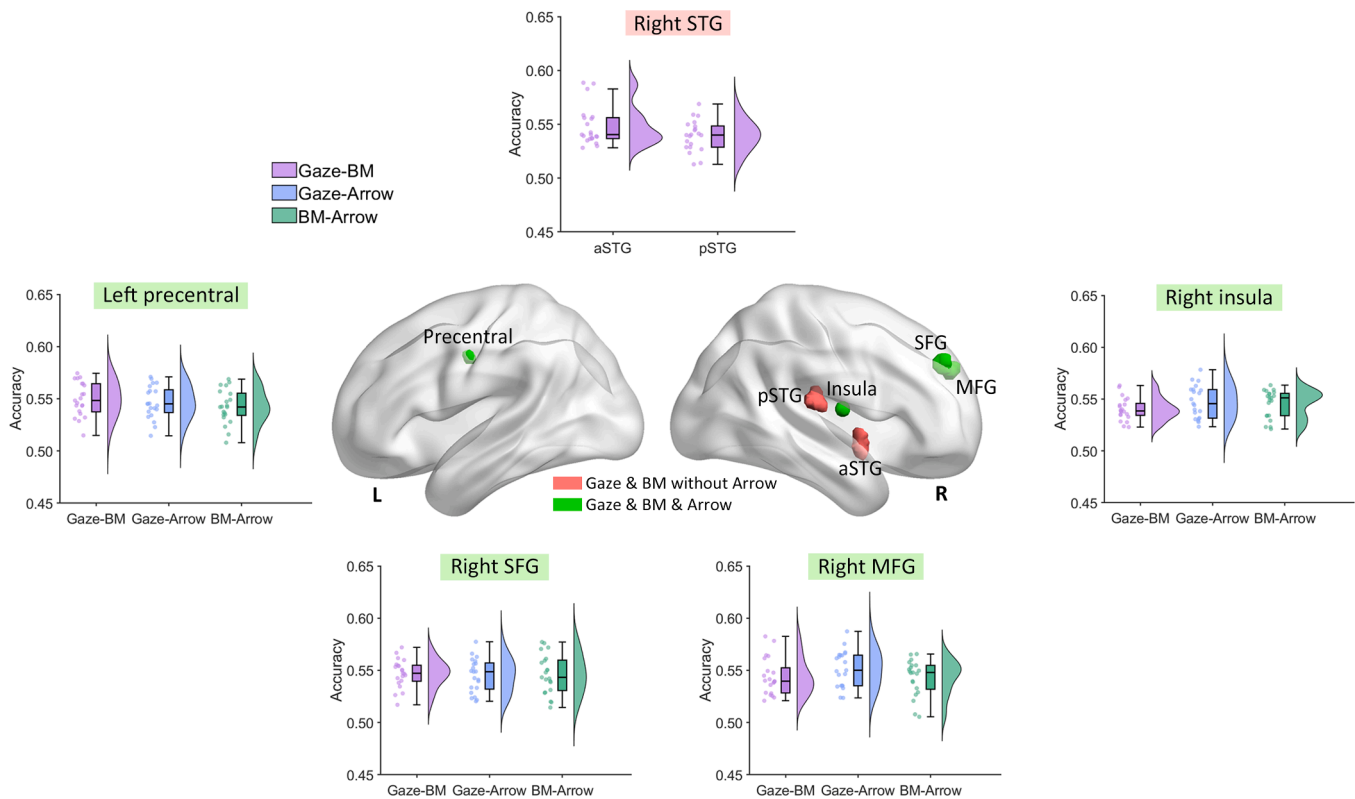 Right STG
0.65
0.60
0.55
0.50
0.45
Accuracy
aSTG pSTG
Gaze-BM
Gaze-Arrow
BM-Arrow
Left precentral
0.65
0.60
0.55
0.50
0.45
Accuracy
Gaze-BM Gaze-Arrow BM-Arrow
Precentral
L
SFG
MFG
pSTG
Insula
aSTG
R
Gaze & BM without Arrow
Gaze & BM & Arrow
Right insula
0.65
0.60
0.55
0.50
0.45
Accuracy
Gaze-BM Gaze-Arrow BM-Arrow
Right SFG
0.65
0.60
0.55
0.50
0.45
Accuracy
Gaze-BM Gaze-Arrow BM-Arrow
Right MFG
0.65
0.60
0.55
0.50
0.45
Accuracy
Gaze-BM Gaze-Arrow BM-Arrow